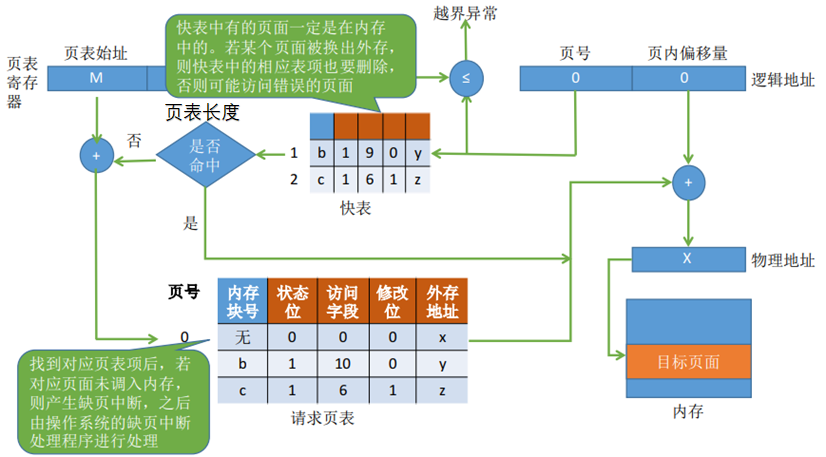 快表中有的页面一定是在内存
中的。若某个页面被换出外存，
则快表中的相应表项也要删除，
否则可能访问错误的页面
越界异常
页表始址
页表
寄存
器
M
≤
页号
页内偏移量
0
0
逻辑地址
页表长度
否
+
是否
命中
1
b 1 9 0 y
2
c 1 6 1 z
快表
是
+
X
物理地址
页号
内存
块号
状态
位
访问
字段
修改
位
外存
地址
0
无 0 0 0 x
b 1 10 0 y
c 1 6 1 z
请求页表
找到对应页表项后，若
对应页面未调入内存，
则产生缺页中断，之后
由操作系统的缺页中断
处理程序进行处理
目标页面
内存